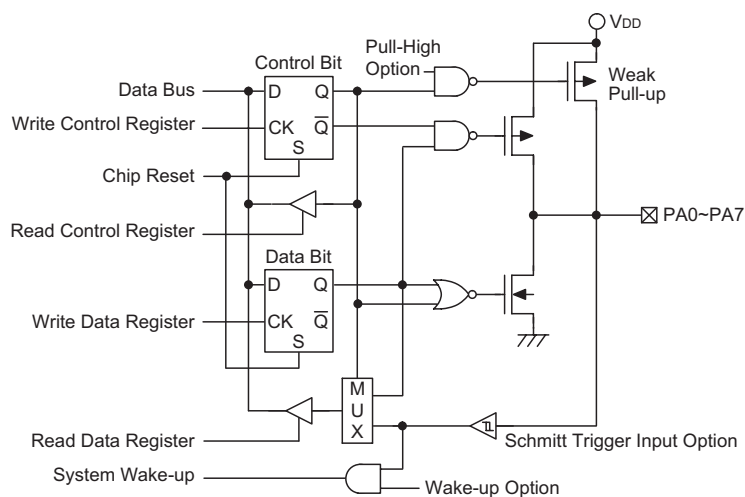 VDD
Pull-High
Option
Control Bit
Weak
Pull-up
Data Bus
D
Q
Write Control Register
CK
Q
S
Chip Reset
Read Control Register
PA0~PA7
Data Bit
D
Q
Write Data Register
CK
Q
S
M
U
X
Read Data Register
Schmitt Trigger Input Option
System Wake-up
Wake-up Option